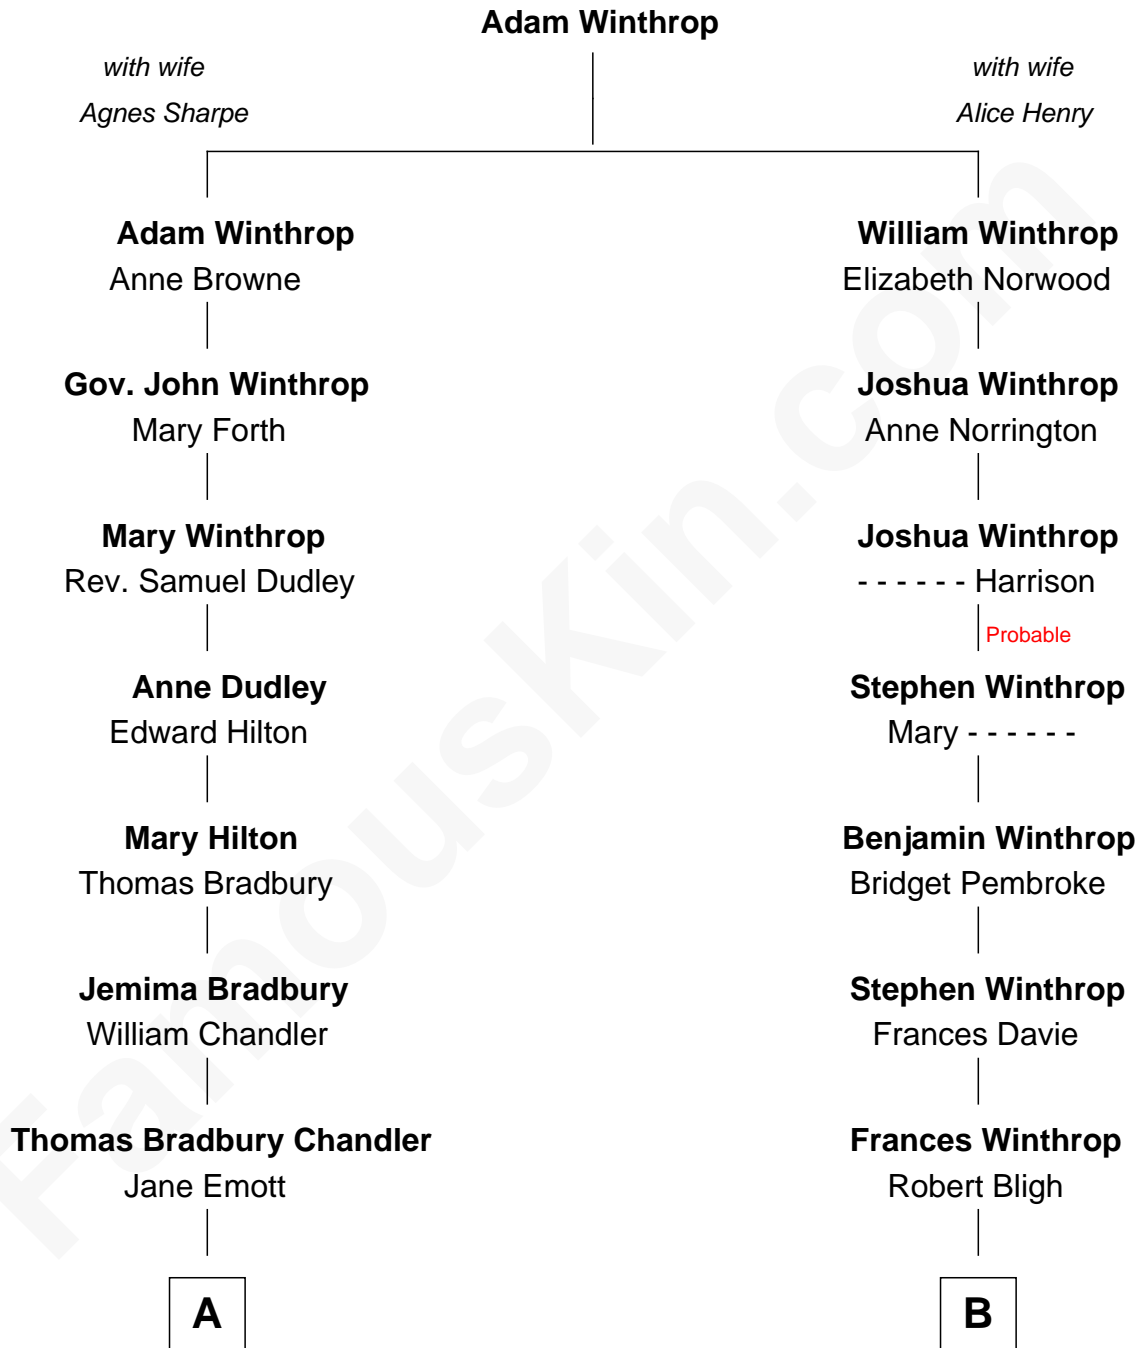 Adam Winthrop
with wife
Agnes Sharpe
with wife
Alice Henry
Adam Winthrop
Anne Browne
William Winthrop
Elizabeth Norwood
Gov. John Winthrop
Mary Forth
Joshua Winthrop
Anne Norrington
Mary Winthrop
Rev. Samuel Dudley
Joshua Winthrop
- - - - - - Harrison
Probable
Anne Dudley
Edward Hilton
Stephen Winthrop
Mary - - - - - -
Mary Hilton
Thomas Bradbury
Benjamin Winthrop
Bridget Pembroke
Jemima Bradbury
William Chandler
Stephen Winthrop
Frances Davie
Thomas Bradbury Chandler
Jane Emott
Frances Winthrop
Robert Bligh
A
B
FamousKin.com